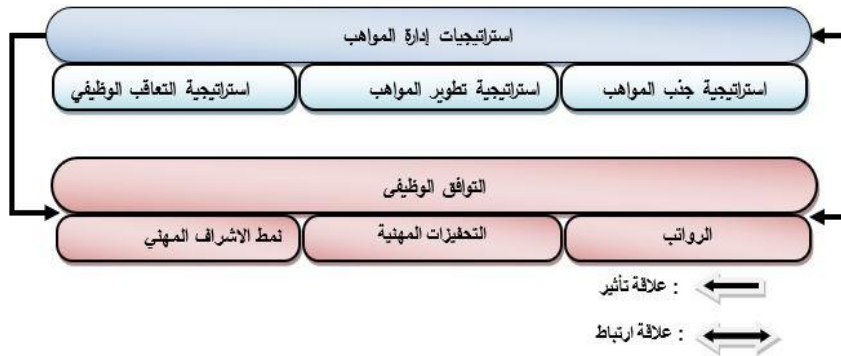 استراتيجيات إدارة المواهب
استراتيجية جذب المواهب
استراتيجية تطوير المواهب
استراتيجية التعاقب الوظيفي
التوافق الوظيفى
الرواتب
التحفيزات المهنية
نمط الاشراف المهني
: علاقة تأثير
: علاقة ارتباط